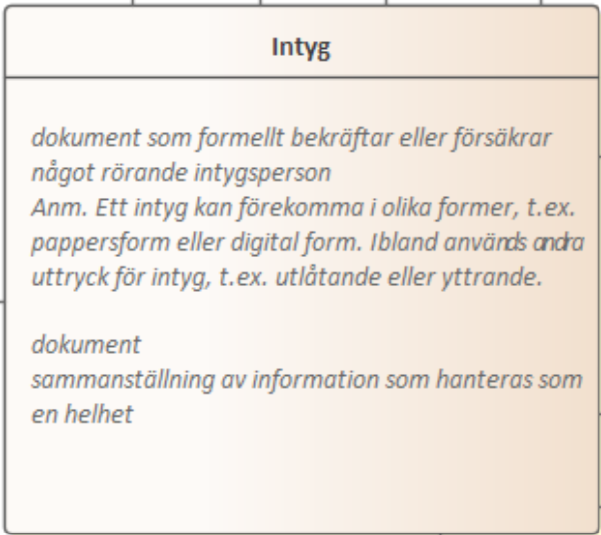 Intyg
dokument som formellt bekräftar eller försäkrar
något rörande intygsperson
Anm. Ett intyg kan förekomma i olika former, t.ex.
pappersform eller digital form. Ibland används andra
uttryck för intyg, t.ex. utlåtande eller yttrande.
dokument
sammanställning av information som hanteras som
en helhet